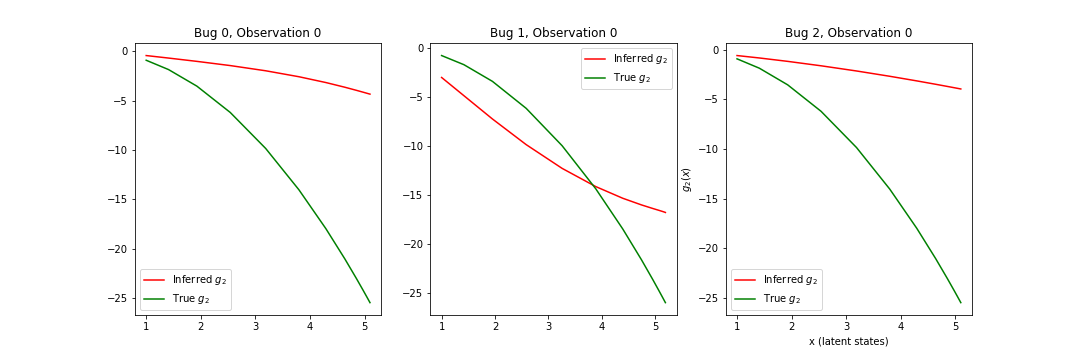 Bug 0, Observation 0
0
−5
−10
−15
−20
−25
1 2 3 4 5
Inferred g₂
True g₂
Bug 1, Observation 0
0
−5
−10
−15
−20
−25
1 2 3 4 5
Inferred g₂
True g₂
Bug 2, Observation 0
g₂(x)
0
−5
−10
−15
−20
−25
1 2 3 4 5
x (latent states)
Inferred g₂
True g₂